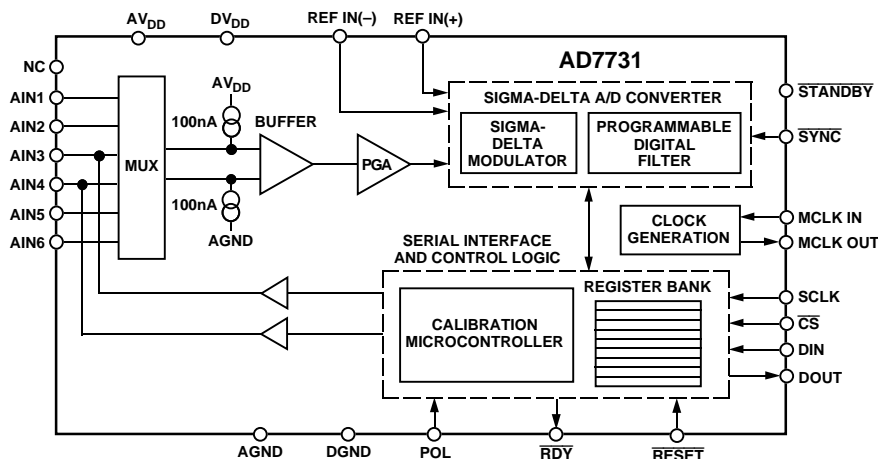 AVDD
DVDD
REF IN(–)
REF IN(+)
AD7731
NC
AIN1
AIN2
AIN3
AIN4
AIN5
AIN6
MUX
AVDD
100nA
BUFFER
PGA
100nA
AGND
SIGMA-DELTA A/D CONVERTER
SIGMA-
DELTA
MODULATOR
PROGRAMMABLE
DIGITAL
FILTER
STANDBY
SYNC
CLOCK
GENERATION
MCLK IN
MCLK OUT
SERIAL INTERFACE
AND CONTROL LOGIC
REGISTER BANK
CALIBRATION
MICROCONTROLLER
SCLK
CS
DIN
DOUT
AGND
DGND
POL
RDY
RESET